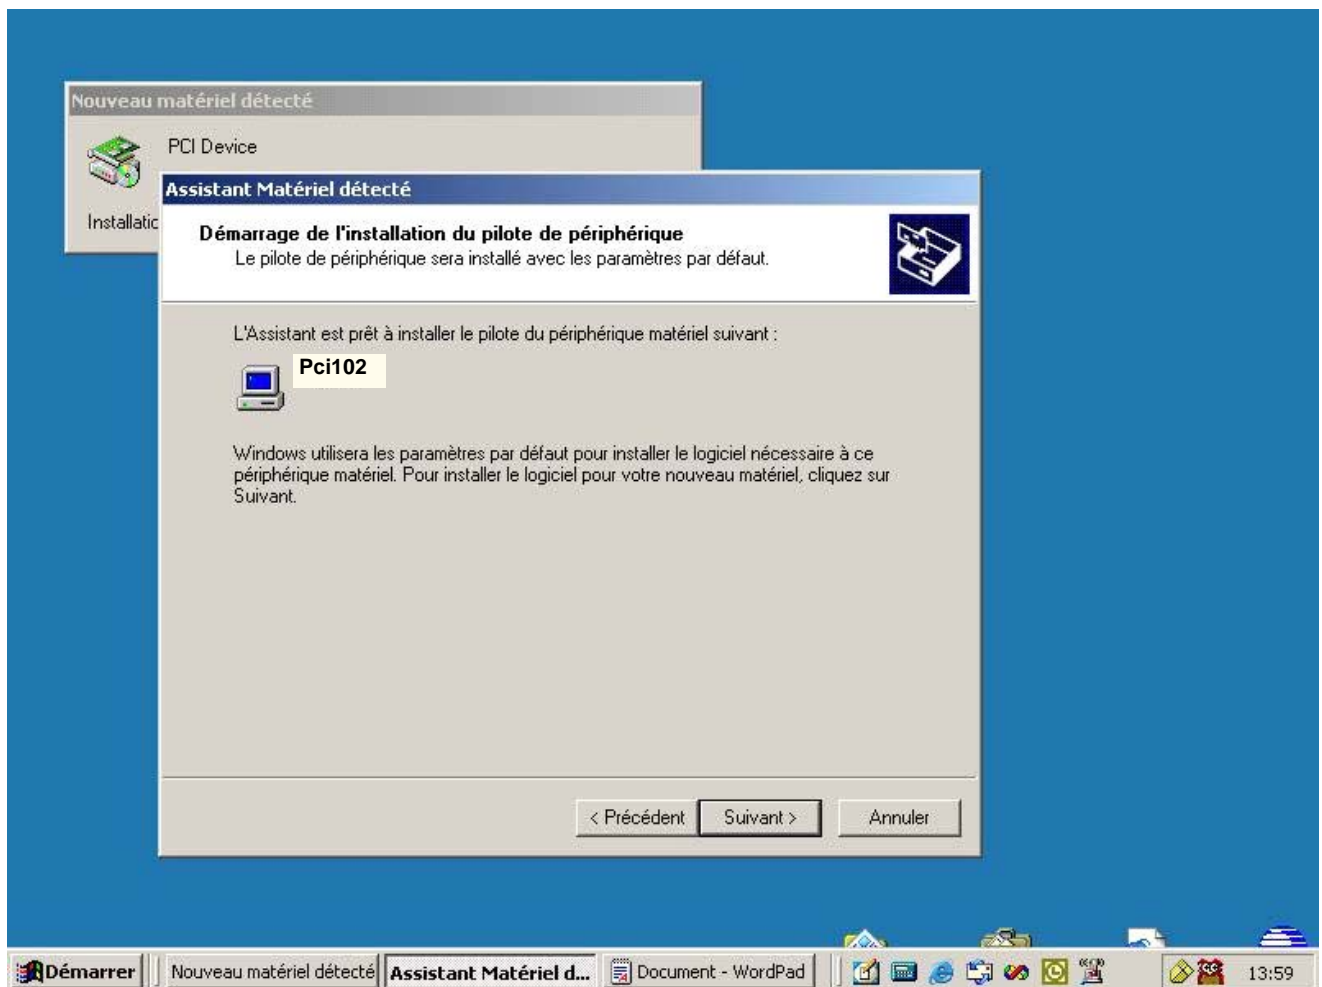 Nouveau matériel détecté
PCI Device
Installatic
Assistant Matériel détecté
Démarrage de l'installation du pilote de périphérique
Le pilote de périphérique sera installé avec les paramètres par défaut.
L'Assistant est prêt à installer le pilote du périphérique matériel suivant :
Pci102
Windows utilisera les paramètres par défaut pour installer le logiciel nécessaire à ce
périphérique matériel. Pour installer le logiciel pour votre nouveau matériel, cliquez sur
Suivant.
< Précédent Suivant > Annuler
Démarrer Nouveau matériel détecté Assistant Matériel d... Document - WordPad 13:59